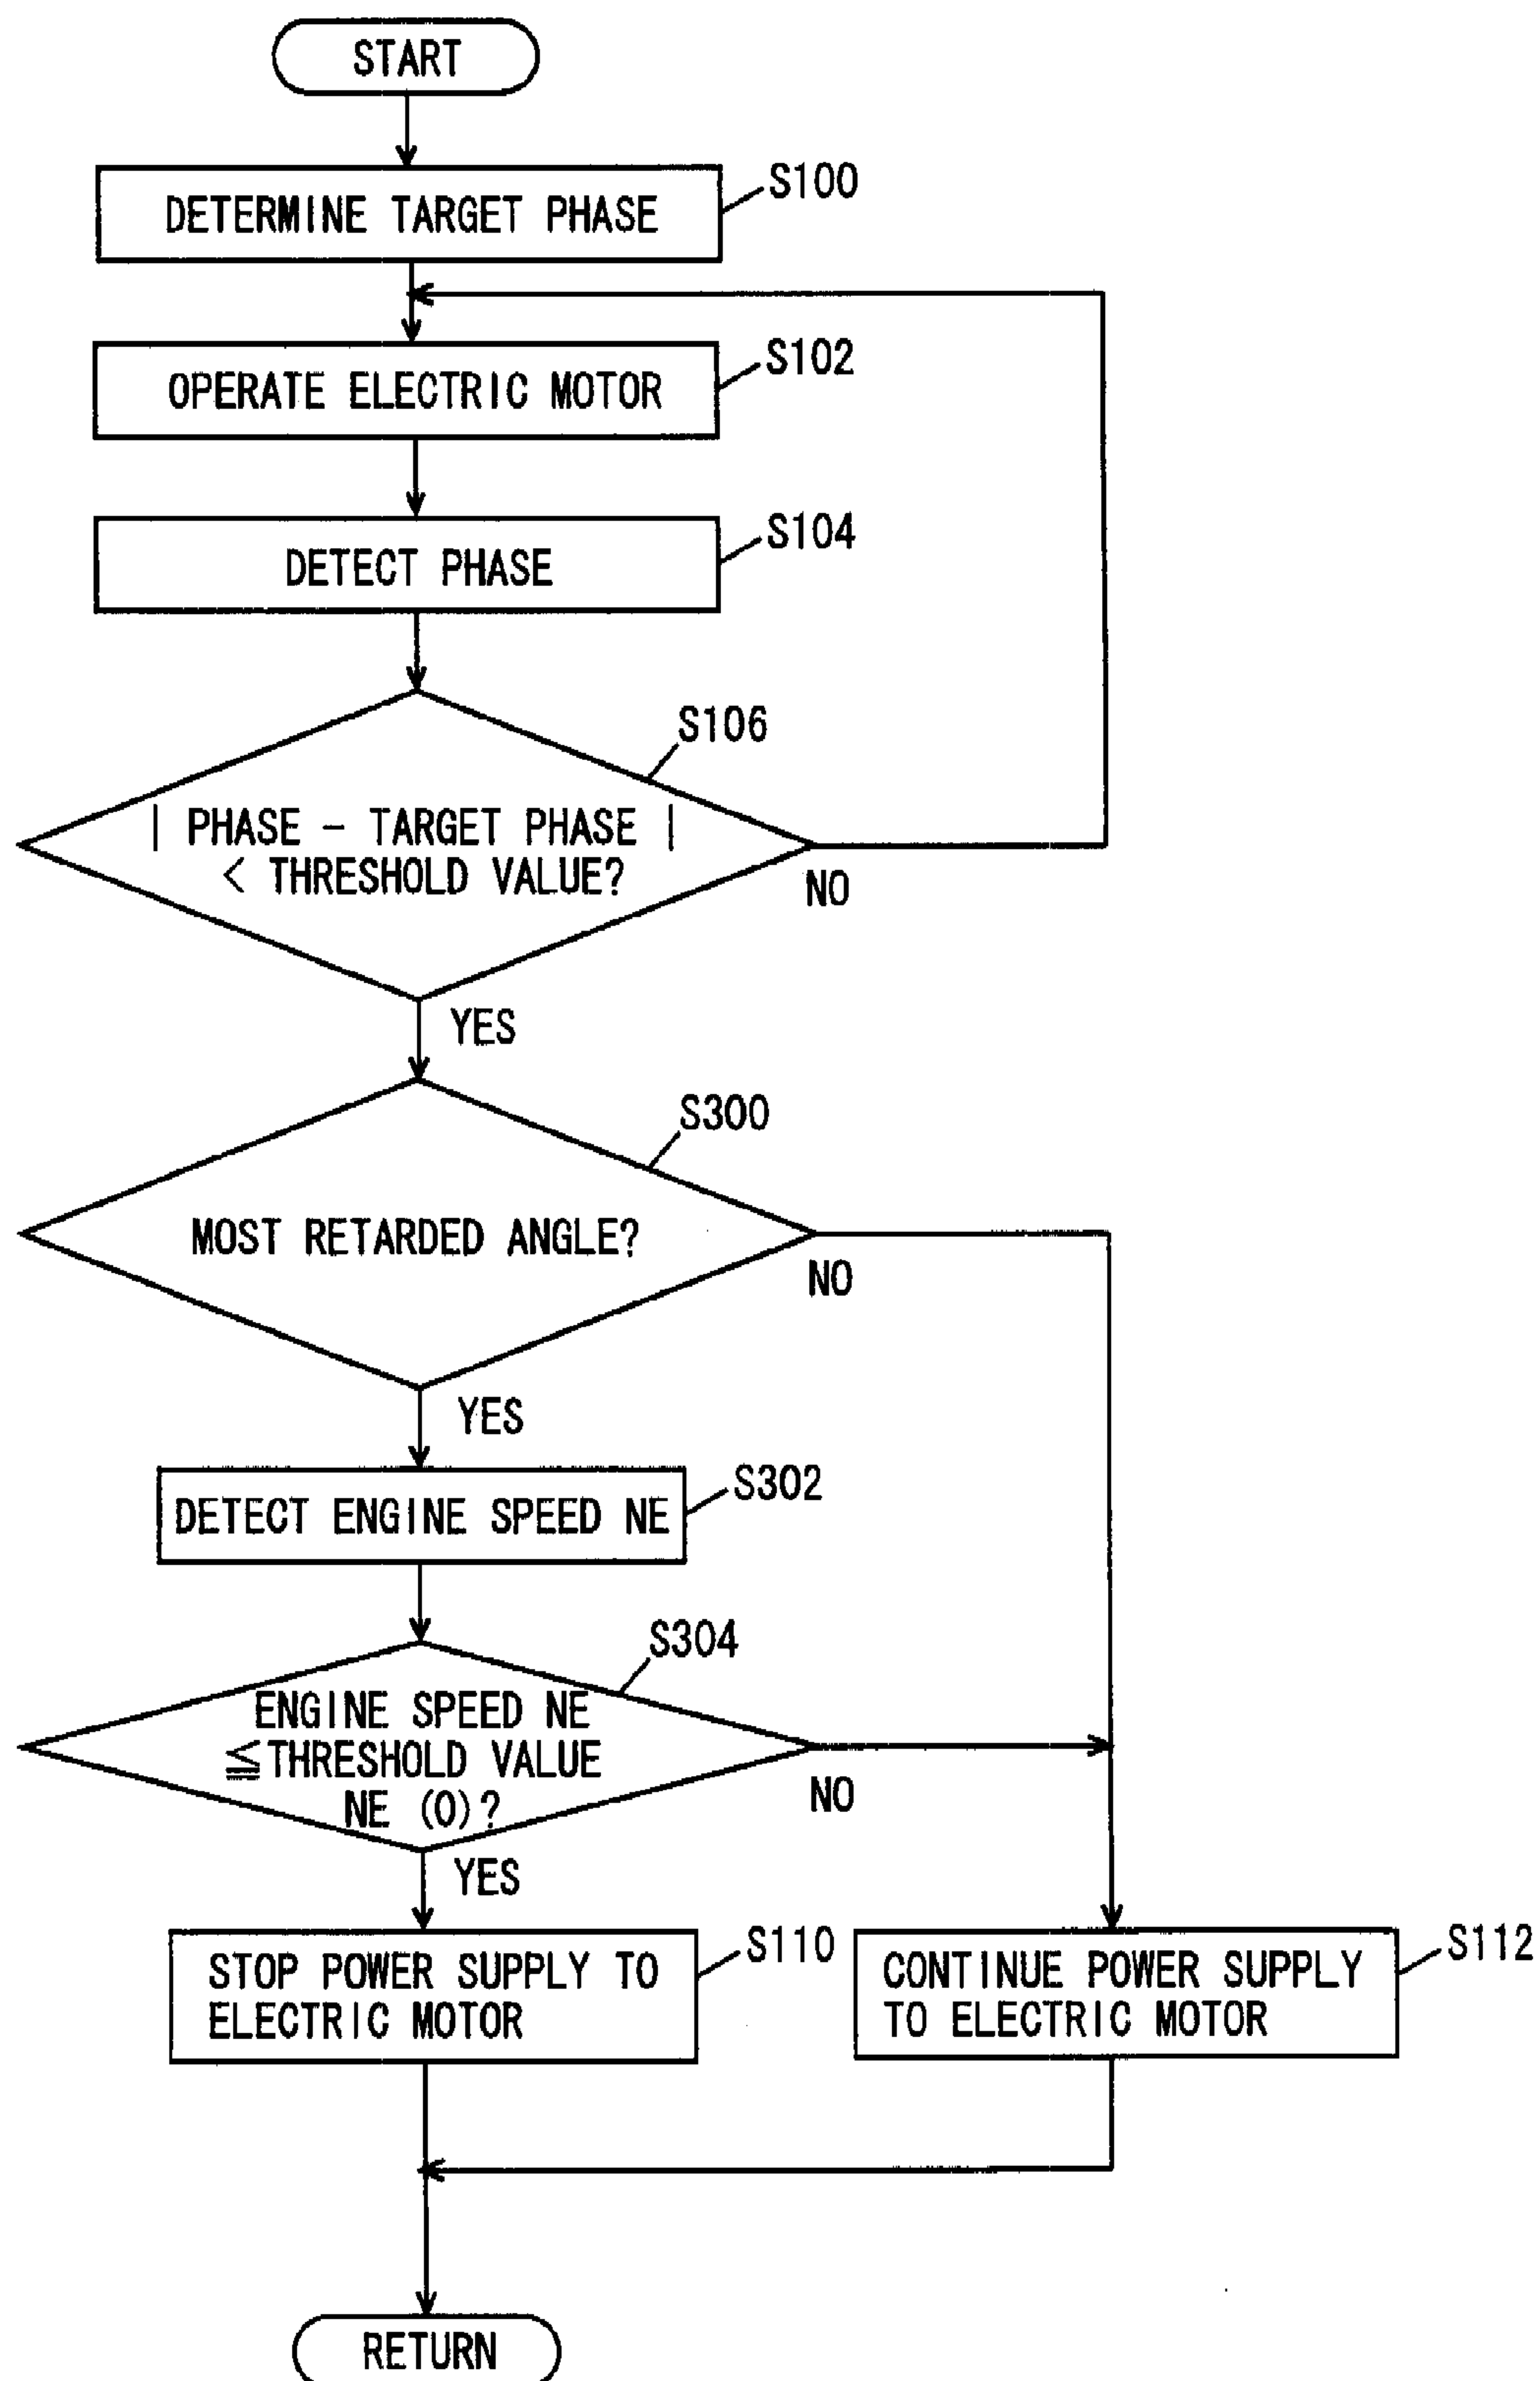 START
DETERMINE TARGET PHASE
S100
OPERATE ELECTRIC MOTOR
S102
DETECT PHASE
S104
S106
| PHASE - TARGET PHASE |
< THRESHOLD VALUE?
NO
YES
S300
MOST RETARDED ANGLE?
NO
YES
DETECT ENGINE SPEED NE
S302
S304
ENGINE SPEED NE
≦THRESHOLD VALUE
NE (0)?
NO
YES
STOP POWER SUPPLY TO
ELECTRIC MOTOR
S110
CONTINUE POWER SUPPLY
TO ELECTRIC MOTOR
S112
RETURN